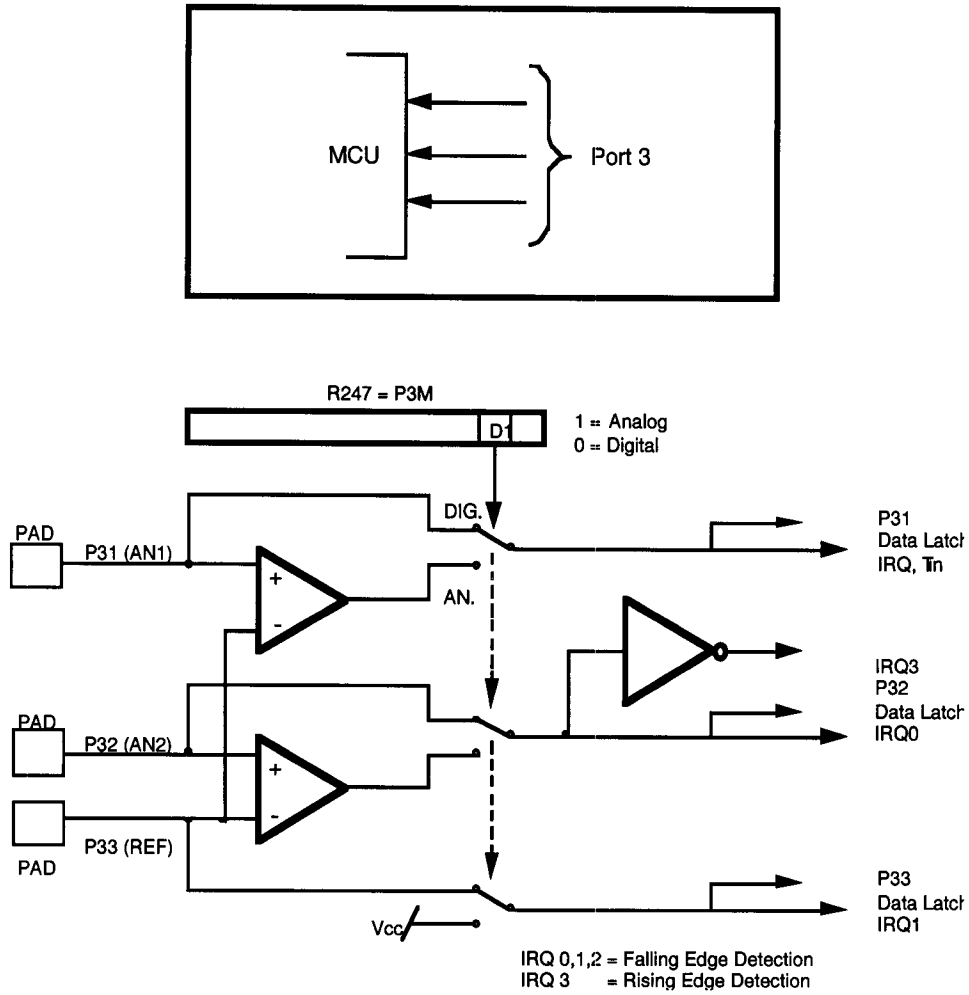 MCU
Port 3
R247 = P3M
D1
1 = Analog
0 = Digital
DIG.
PAD
P31 (AN1)
+
-
AN.
P31
Data Latch
IRQ, Tin
IRQ3
P32
Data Latch
IRQ0
PAD
P32 (AN2)
+
-
P33 (REF)
PAD
Vcc
P33
Data Latch
IRQ1
IRQ 0,1,2 = Falling Edge Detection
IRQ 3 = Rising Edge Detection